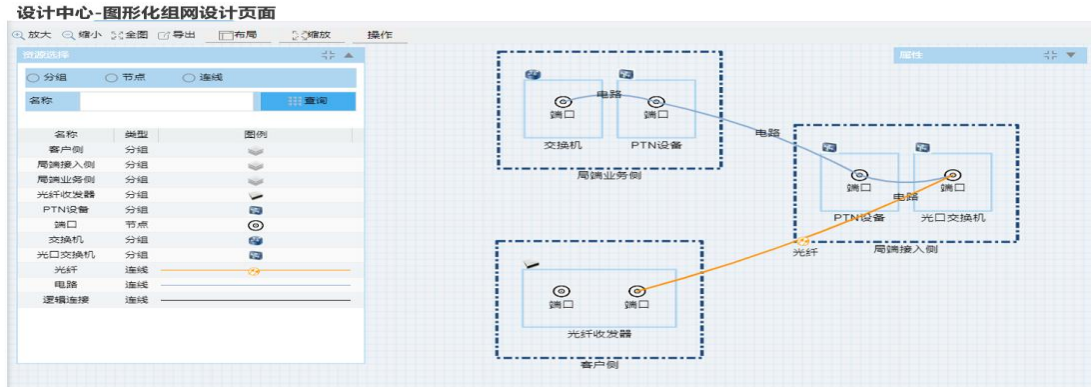 设计中心-图形化组网设计页面
放大 缩小 全图 导出 布局 缩放 操作
资源选择
分组 节点 连线
名称 查询
名称 类型 图例
客户侧 分组
局端接入侧 分组
局端业务侧 分组
光纤收发器 分组
PTN设备 分组
端口 节点
交换机 分组
光口交换机 分组
光纤 连线
电路 连线
逻辑连接 连线
电路
端口 端口
交换机 PTN设备
局端业务侧
电路
属性
端口 端口
电路
PTN设备 光口交换机
局端接入侧
光纤
端口 端口
光纤收发器
客户侧